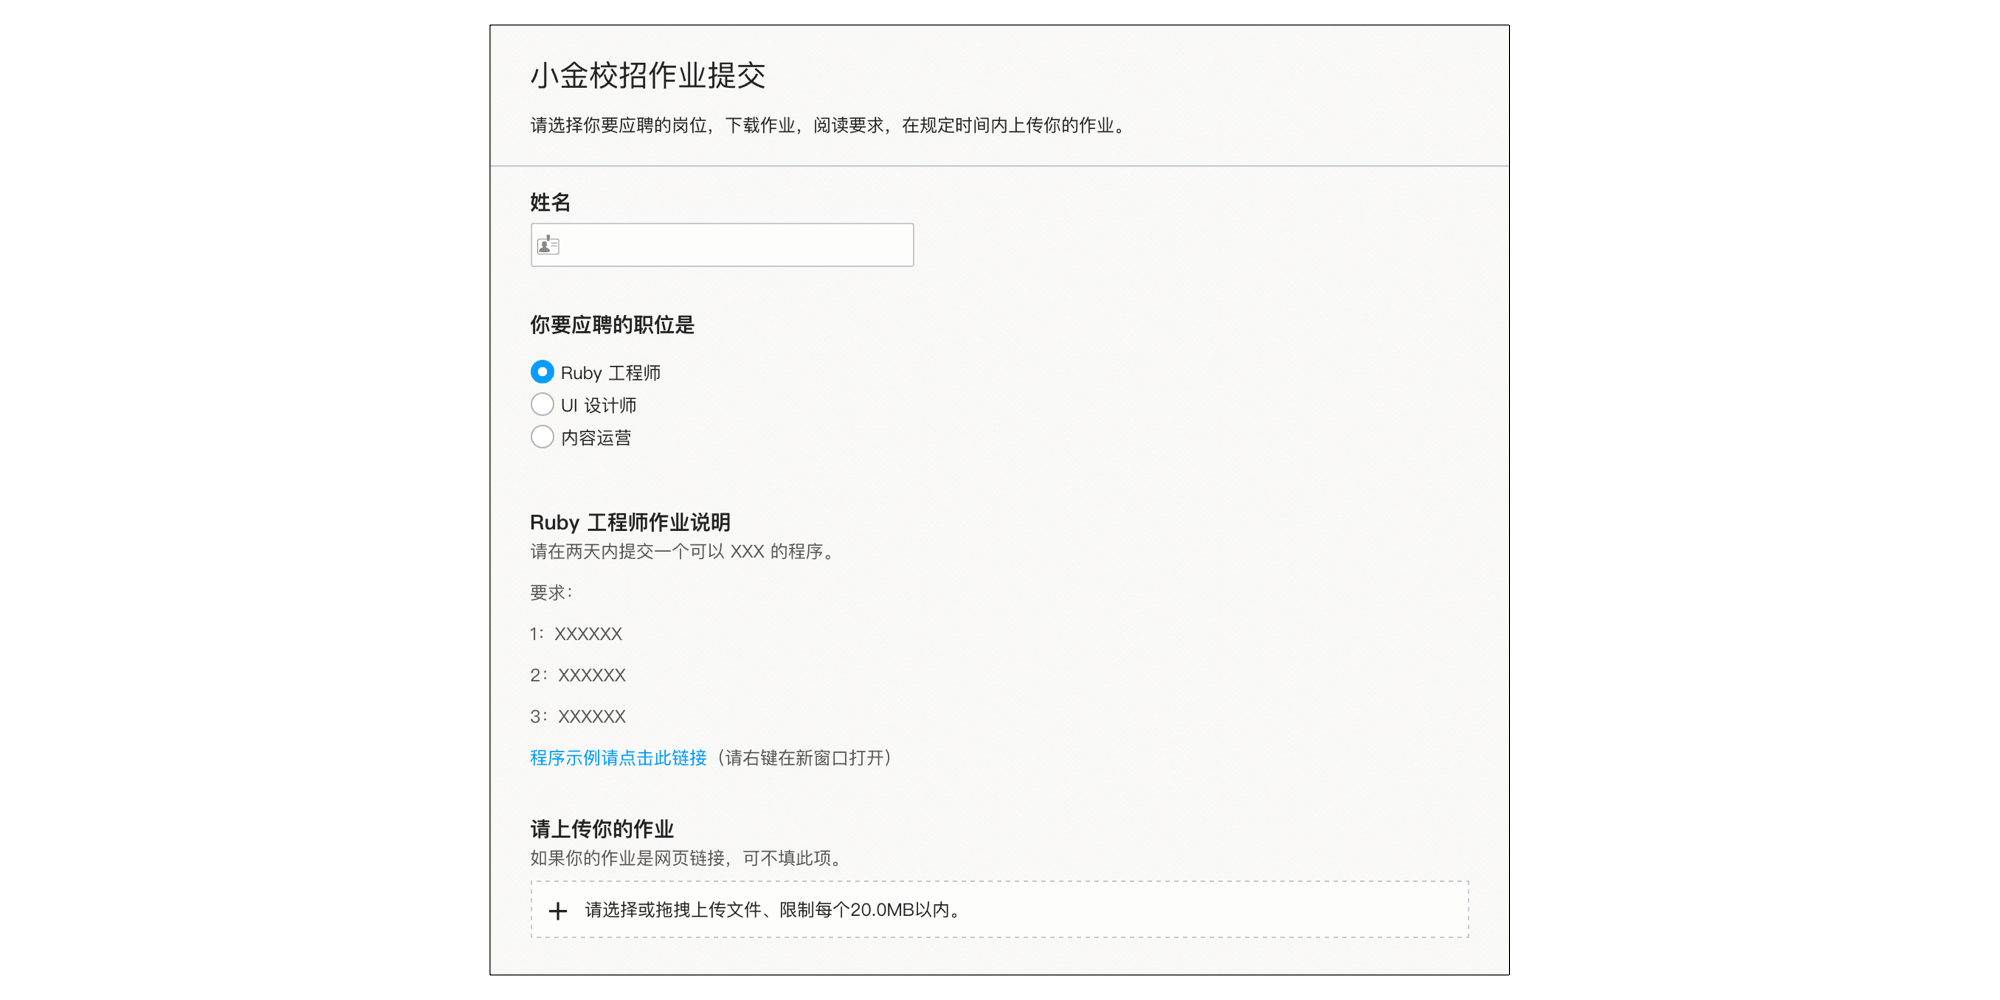 小金校招作业提交
请选择你要应聘的岗位，下载作业，阅读要求，在规定时间内上传你的作业。
姓名
你要应聘的职位是
Ruby 工程师
UI 设计师
内容运营
Ruby 工程师作业说明
请在两天内提交一个可以 XXX 的程序。
要求：
1：XXXXXX
2：XXXXXX
3：XXXXXX
程序示例请点击此链接（请右键在新窗口打开）
请上传你的作业
如果你的作业是网页链接，可不填此项。
请选择或拖拽上传文件、限制每个20.0MB以内。